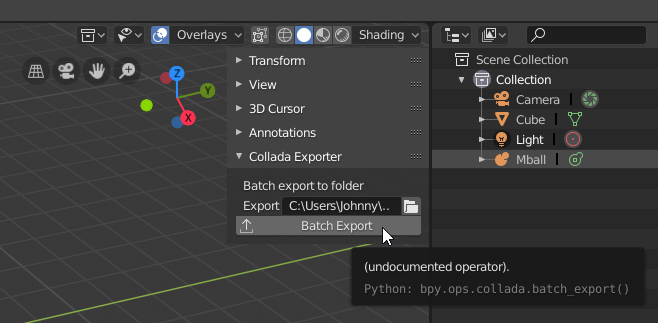 Overlays
Shading
Z
Y
X
Transform
View
3D Cursor
Annotations
Collada Exporter
Batch export to folder
Export C:\Users\Johnny\..
Batch Export
(undocumented operator).
Python: bpy.ops.collada.batch_export()
Scene Collection
Collection
Camera
Cube
Light
Mball